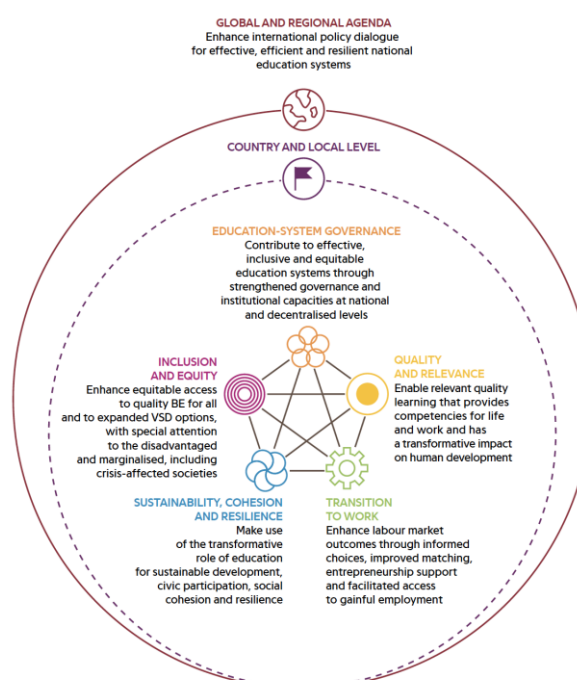 GLOBAL AND REGIONAL AGENDA
Enhance international policy dialogue
for effective, efficient and resilient national
education systems
COUNTRY AND LOCAL LEVEL
EDUCATION-SYSTEM GOVERNANCE
Contribute to effective,
inclusive and equitable
education systems through
strengthened governance and
institutional capacities at national
and decentralised levels
INCLUSION
AND EQUITY
Enhance equitable access
to quality BE for all
and to expanded VSD options,
with special attention
to the disadvantaged
and marginalised, including
crisis-affected societies
QUALITY
AND RELEVANCE
Enable relevant quality
learning that provides
competencies for life
and work and has
a transformative impact
on human development
SUSTAINABILITY, COHESION
AND RESILIENCE
Make use
of the transformative
role of education
for sustainable development,
civic participation, social
cohesion and resilience
TRANSITION
TO WORK
Enhance labour market
outcomes through informed
choices, improved matching,
entrepreneurship support
and facilitated access
to gainful employment